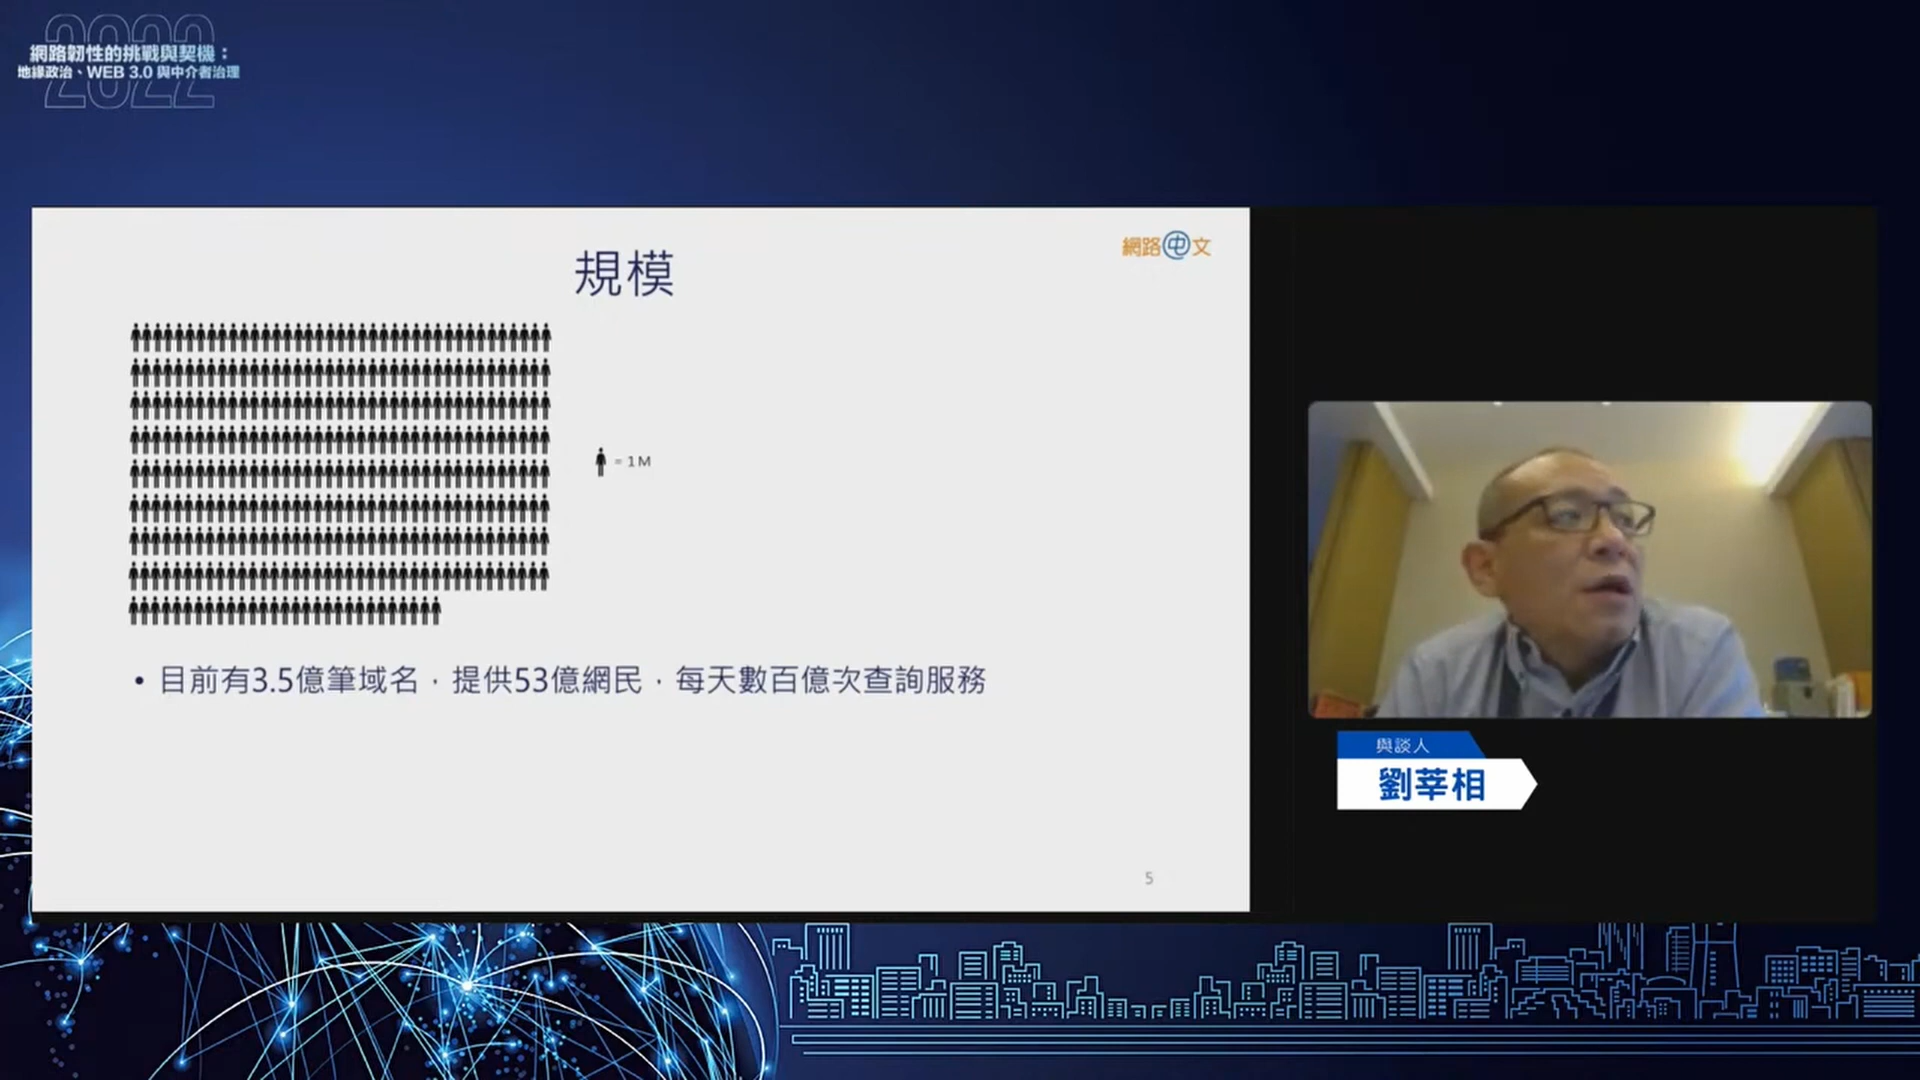 2022
網路韌性的挑戰與契機：
地緣政治、WEB 3.0 與中介者治理
網路中文
規模
= 1M
• 目前有3.5億筆域名，提供53億網民，每天數百億次查詢服務
5
與談人
劉莘相